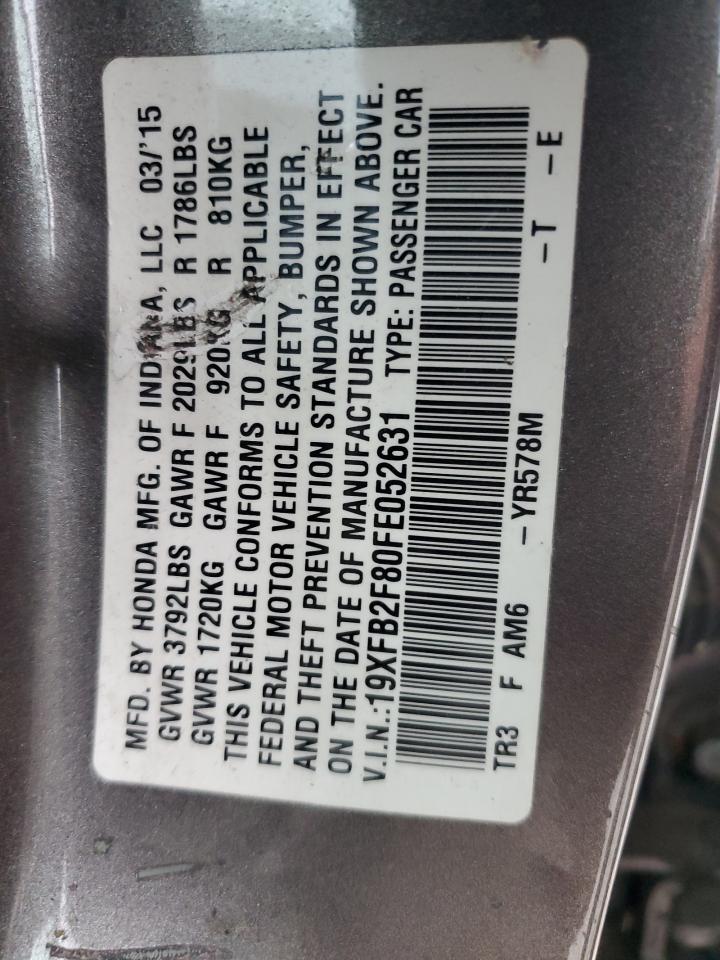 MFD. BY HONDA MFG. OF INDIANA, LLC 03/'15
GVWR 3792LBS GAWR F 2029LBS R 1786LBS
GVWR 1720KG GAWR F 920KG R 810KG
THIS VEHICLE CONFORMS TO ALL APPLICABLE
FEDERAL MOTOR VEHICLE SAFETY, BUMPER,
AND THEFT PREVENTION STANDARDS IN EFFECT
ON THE DATE OF MANUFACTURE SHOWN ABOVE.
V.I.N.:19XFB2F80FE052631 TYPE: PASSENGER CAR
TR3 F AM6 – YR578M –T –E